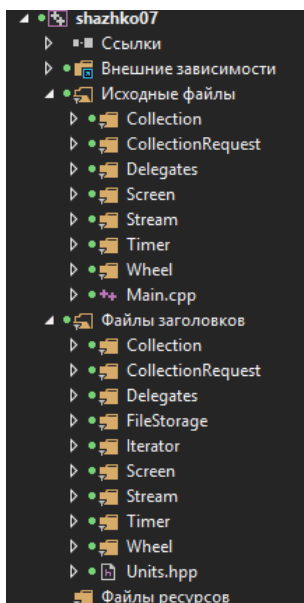 shazhko07
Ссылки
Внешние зависимости
Исходные файлы
Collection
CollectionRequest
Delegates
Screen
Stream
Timer
Wheel
Main.cpp
Файлы заголовков
Collection
CollectionRequest
Delegates
FileStorage
Iterator
Screen
Stream
Timer
Wheel
Units.hpp
Файлы ресурсов